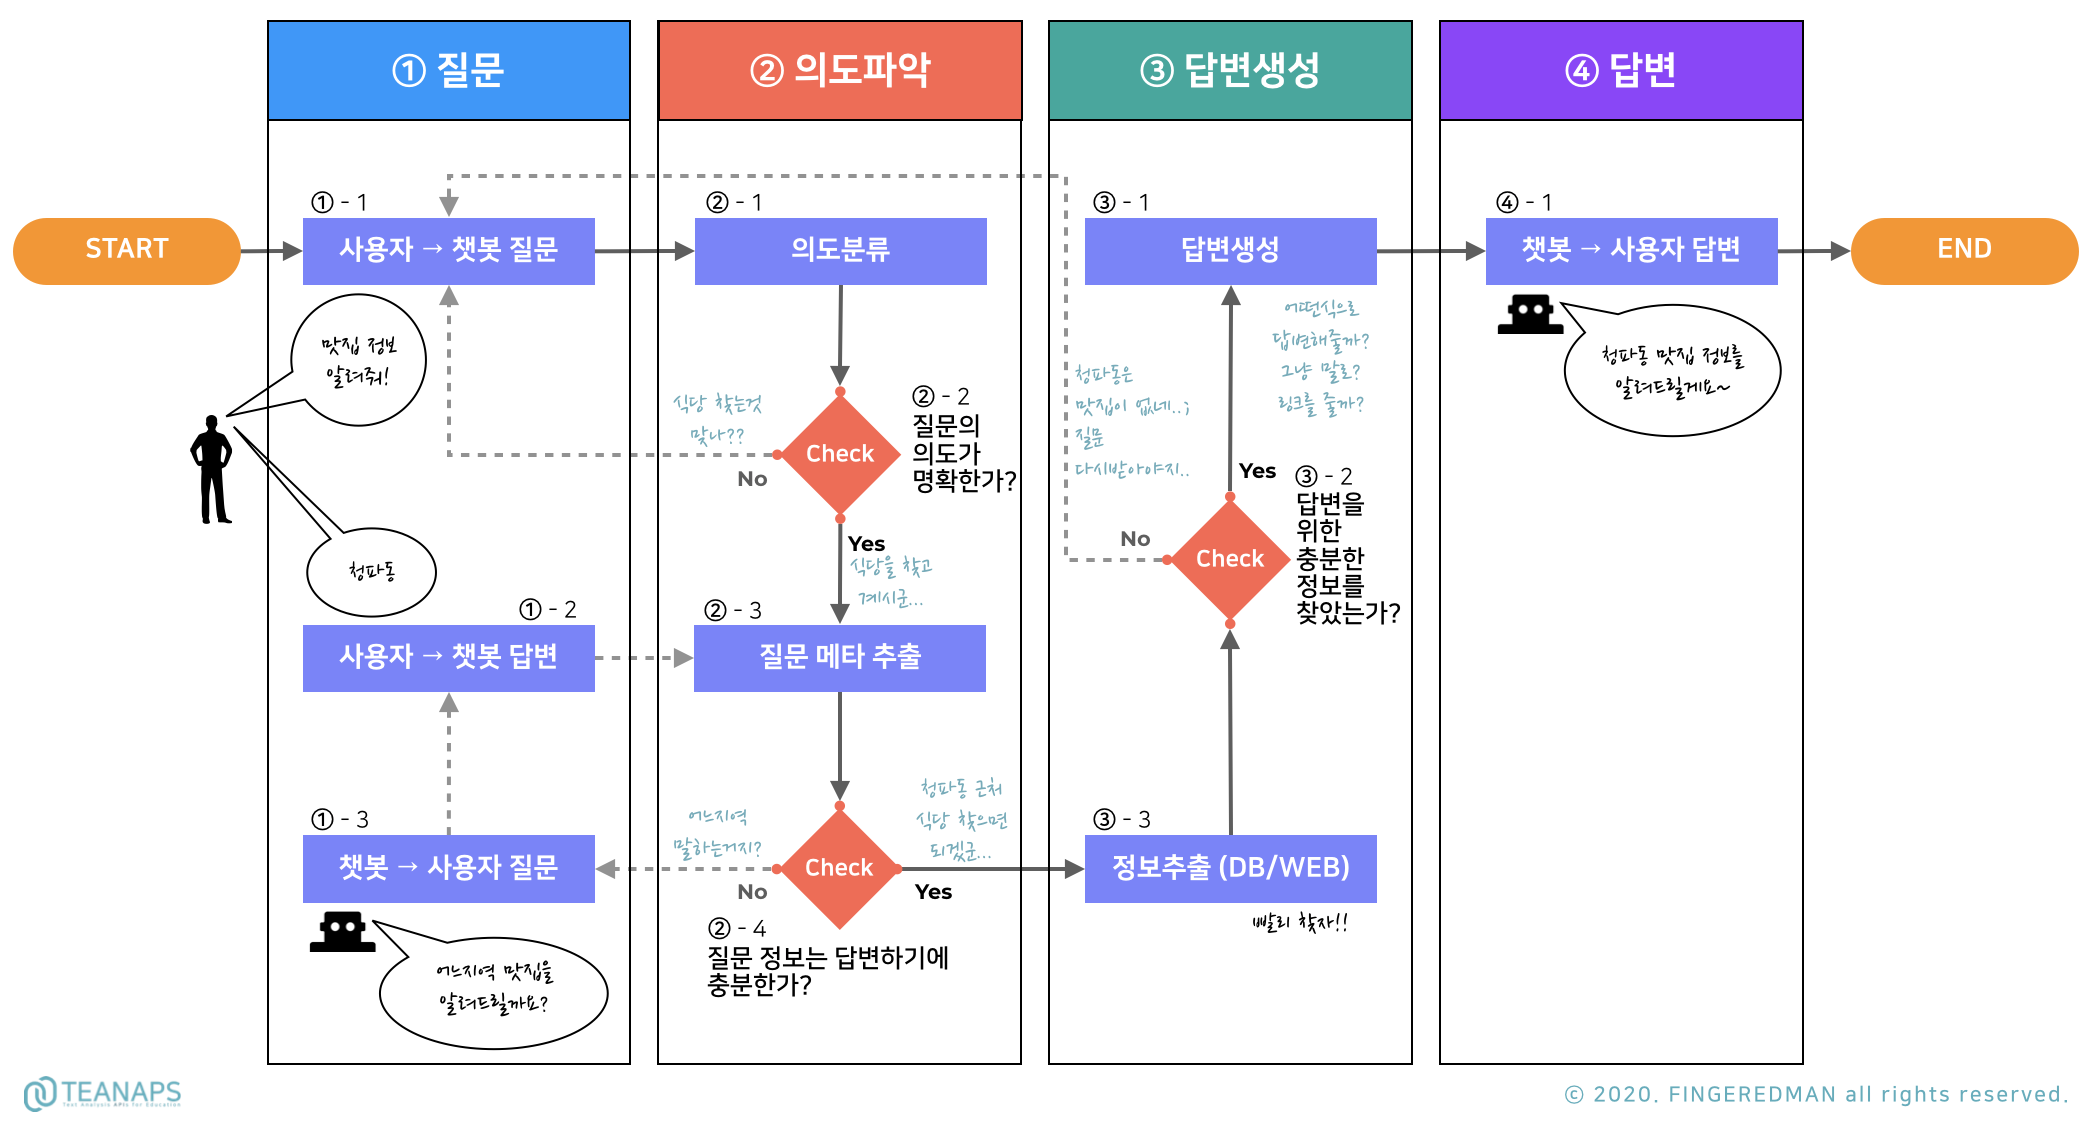 ① 질문
② 의도파악
③ 답변생성
④ 답변
START
① - 1
사용자 → 챗봇 질문
맛집 정보
알려줘!
청파동
① - 2
사용자 → 챗봇 답변
① - 3
챗봇 → 사용자 질문
어느지역 맛집을
알려드릴까요?
② - 1
의도분류
식당 찾는것
맞나??
Check
No
② - 2
질문의
의도가
명확한가?
Yes
식당을 찾고
계시군...
② - 3
질문 메타 추출
어느지역
말하는거지?
청파동 근처
식당 찾으면
되겠군...
Check
No
Yes
② - 4
질문 정보는 답변하기에
충분한가?
③ - 1
답변생성
어떤식으로
답변해줄까?
그냥 말로?
링크를 줄까?
청파동은
맛집이 없네..;
질문
다시받아야지..
Yes
No
Check
③ - 2
답변을
위한
충분한
정보를
찾았는가?
③ - 3
정보추출 (DB/WEB)
빨리 찾자!!
④ - 1
챗봇 → 사용자 답변
청파동 맛집 정보를
알려드릴게요~
END
TEANAPS
Text Analysis APIs for Education
ⓒ 2020. FINGEREDMAN all rights reserved.